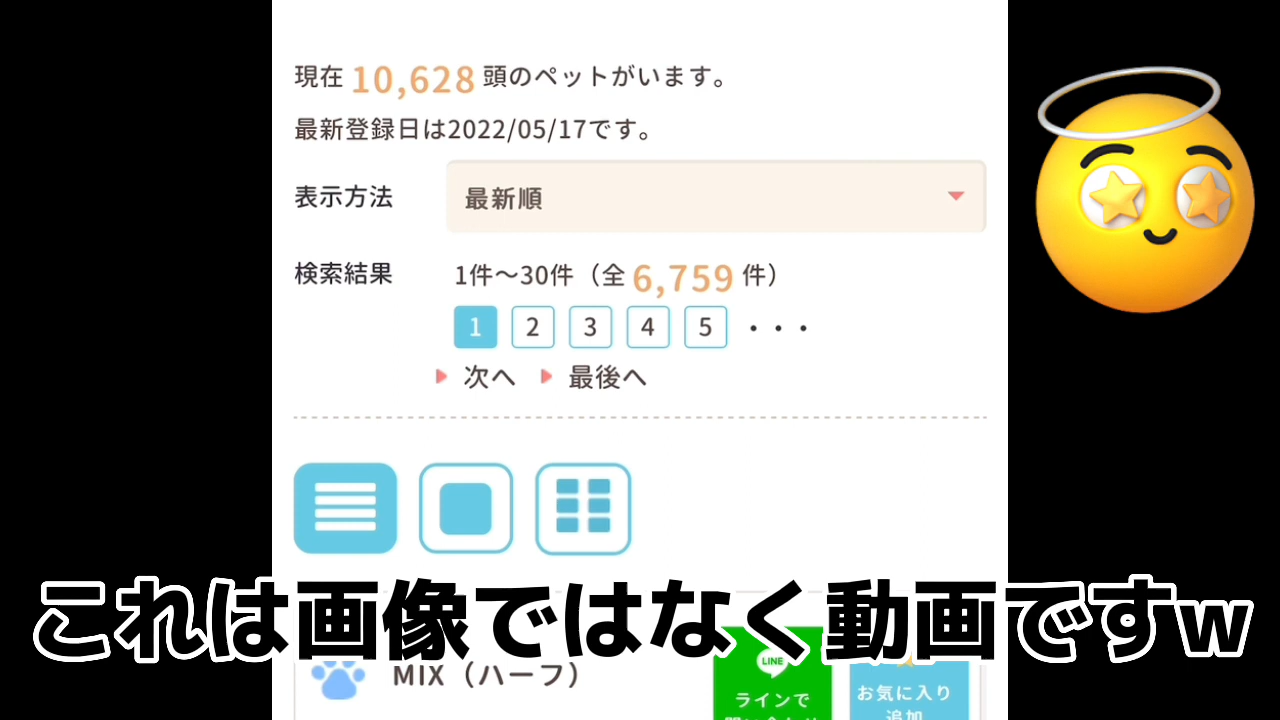 現在 10,628 頭のペットがいます。
最新登録日は2022/05/17です。
表示方法 最新順
検索結果 1件～30件（全 6,759 件）
1 2 3 4 5 ・・・
次へ 最後へ
これは画像ではなく動画ですw
MIX（ハーフ）
LINE
ラインで
お気に入り
追加